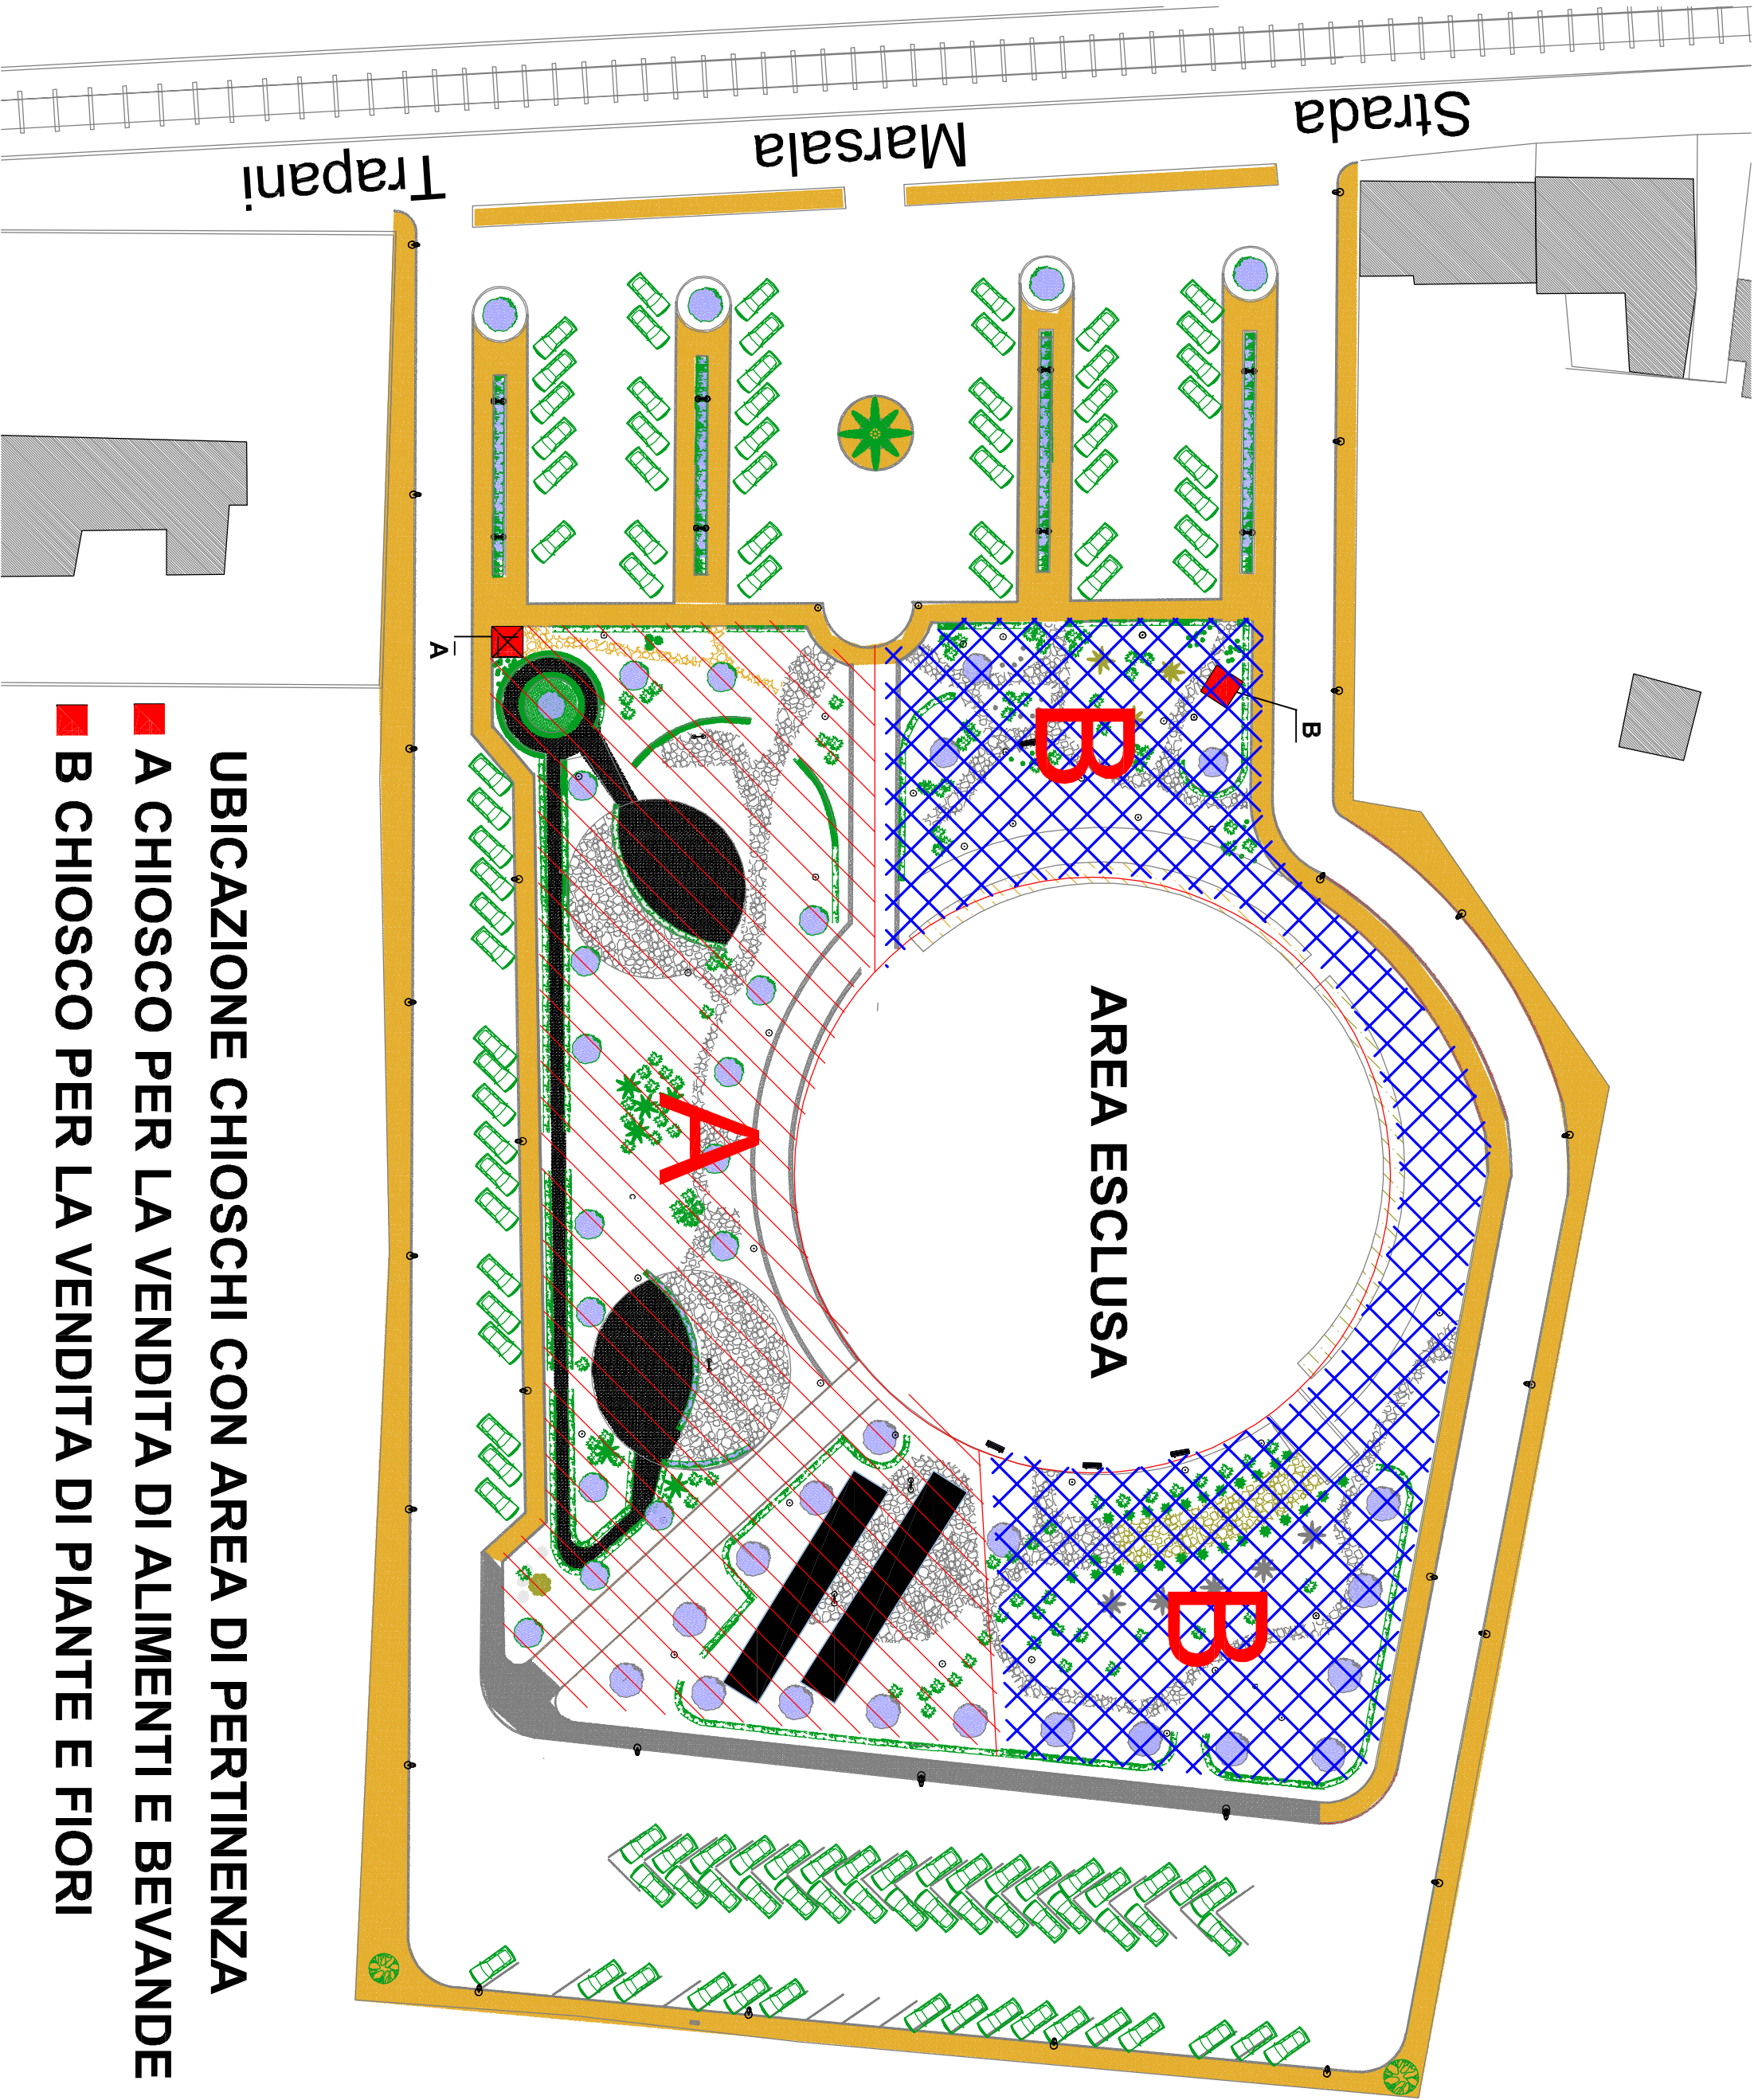 Strada Marsala Trapani
A
B
B
A
AREA ESCLUSA
B
UBICAZIONE CHIOSCHI CON AREA DI PERTINENZA
A CHIOSCO PER LA VENDITA DI ALIMENTI E BEVANDE
B CHIOSCO PER LA VENDITA DI PIANTE E FIORI